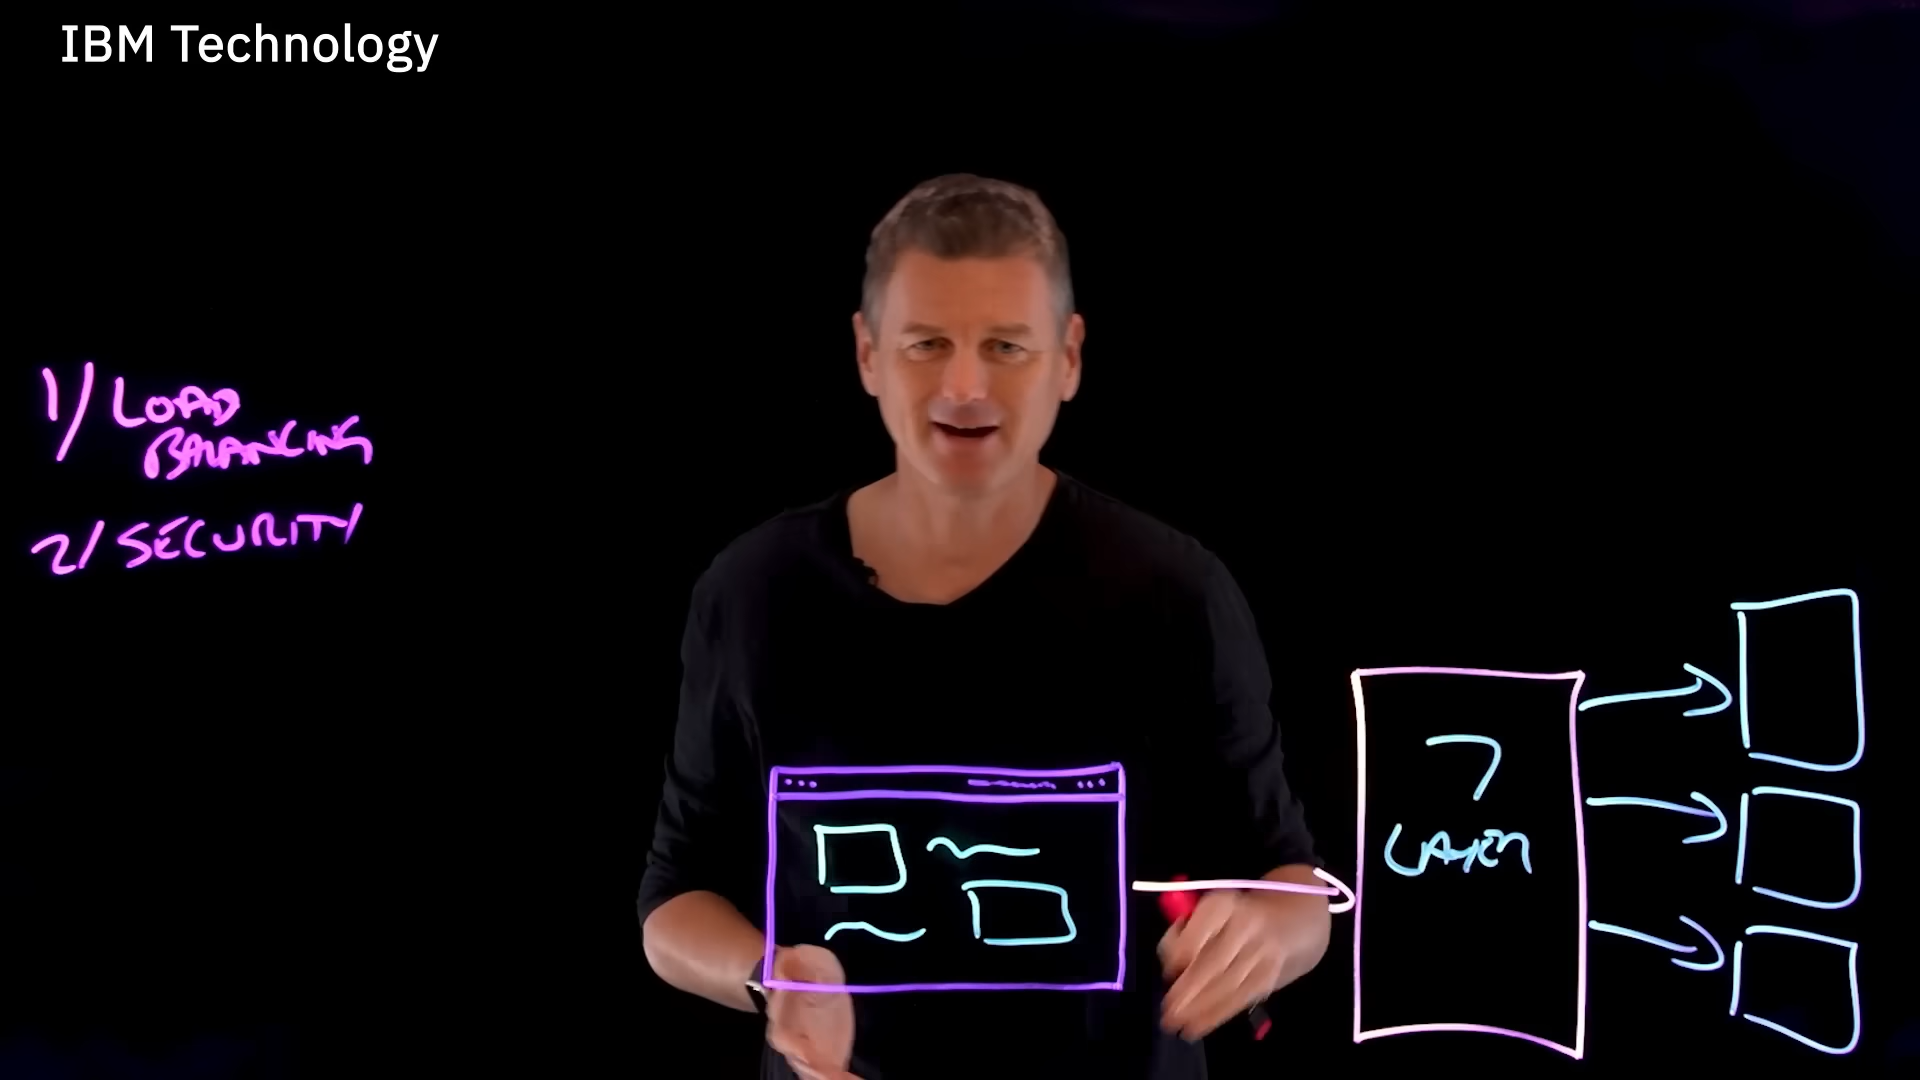 IBM Technology
1/ LOAD
BALANCING
2/ SECURITY
7
LAYER